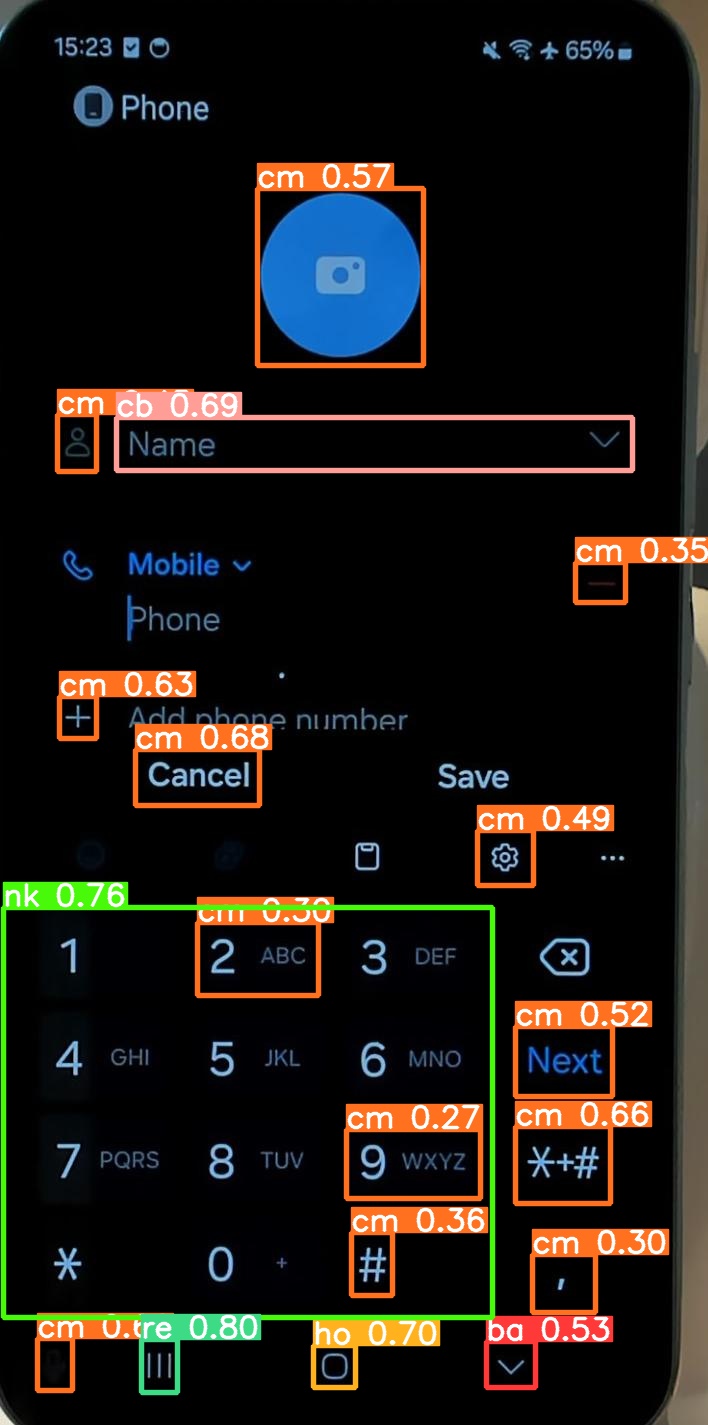 15:23 65%
Phone
cm 0.57
cm cb 0.69
Name
cm 0.35
Mobile
Phone
cm 0.63
Add phone number
cm 0.68
Cancel Save
cm 0.49
nk 0.76
cm 0.30
1 2 ABC 3 DEF
cm 0.52
4 GHI 5 JKL 6 MNO Next
cm 0.27 cm 0.66
7 PQRS 8 TUV 9 WXYZ *+#
cm 0.36
cm 0.30
* 0 + # ,
cm re 0.80 ho 0.70 ba 0.53